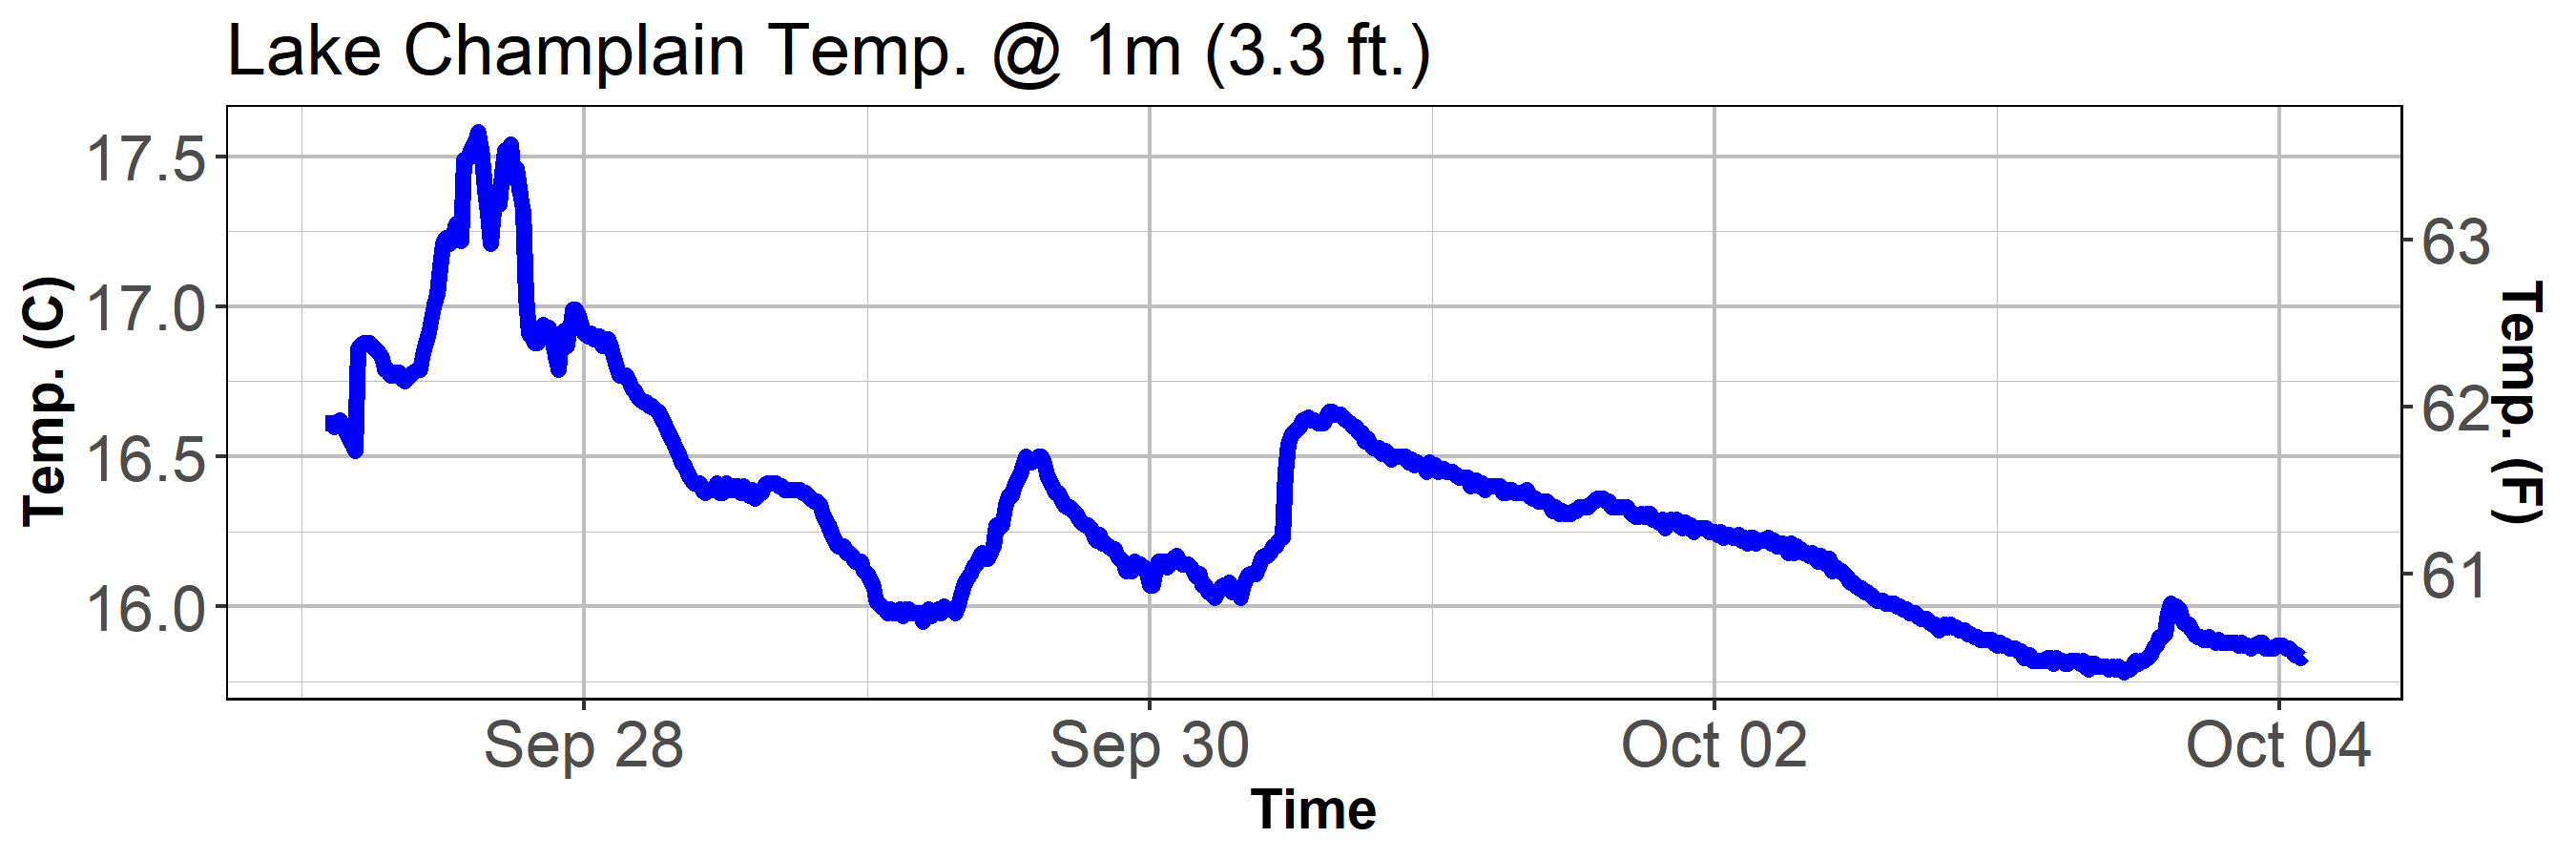 Lake Champlain Temp. @ 1m (3.3 ft.)
17.5
17.0
16.5
16.0
Temp. (C)
63
62
61
Temp. (F)
Sep 28 Sep 30 Oct 02 Oct 04
Time